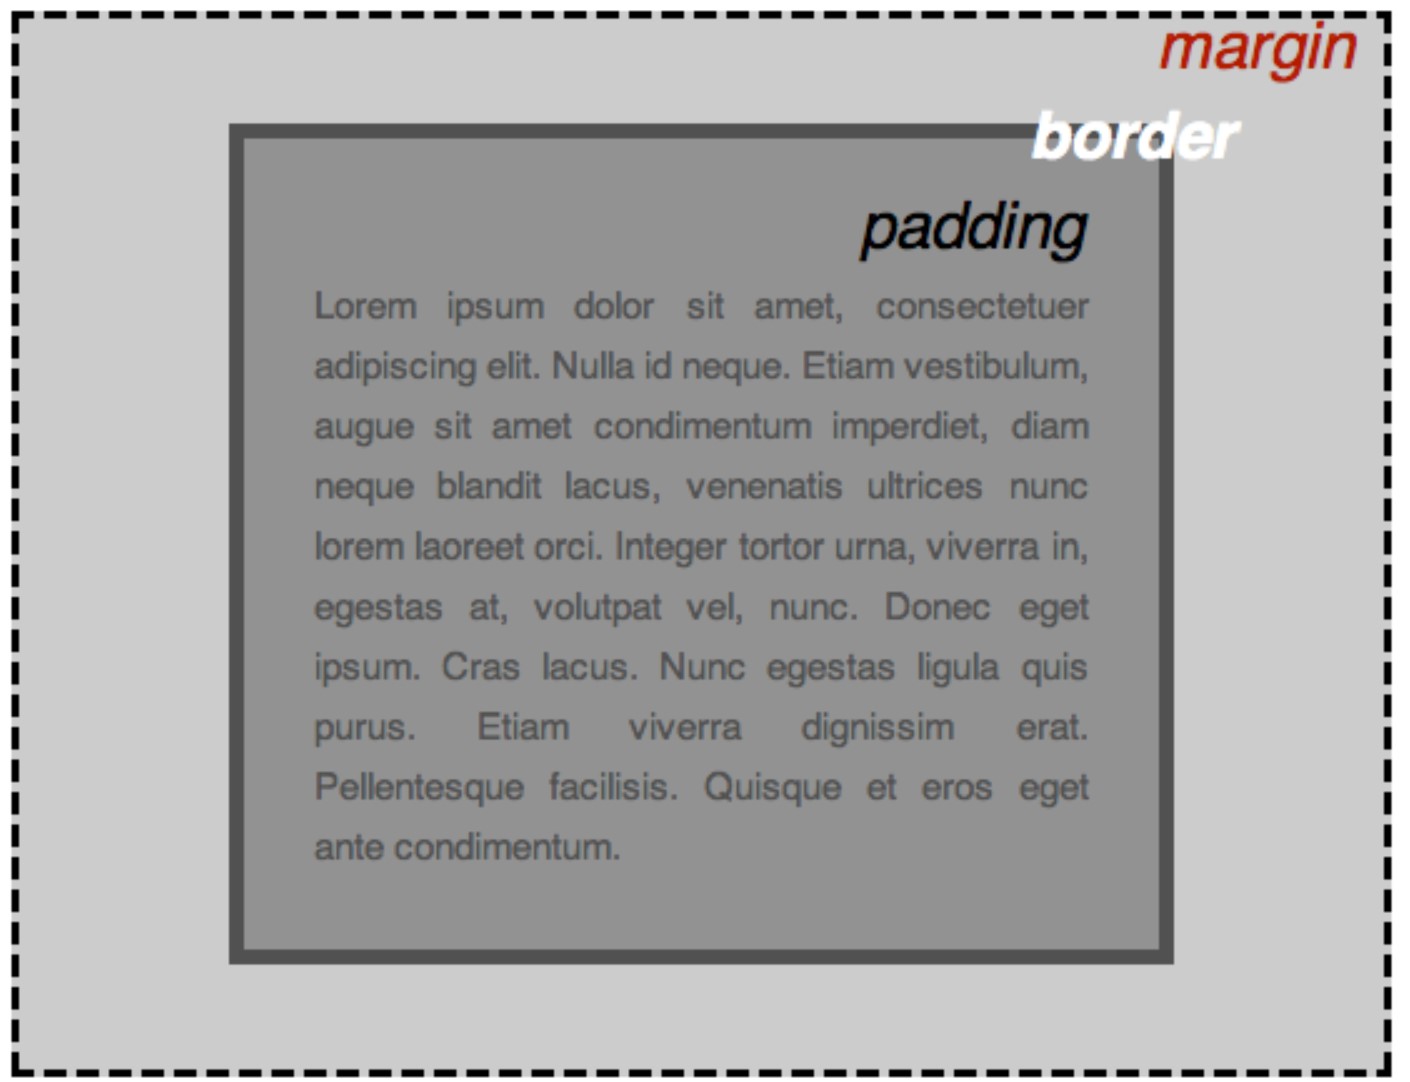 margin
border
padding
Lorem ipsum dolor sit amet, consectetuer
adipiscing elit. Nulla id neque. Etiam vestibulum,
augue sit amet condimentum imperdiet, diam
neque blandit lacus, venenatis ultrices nunc
lorem laoreet orci. Integer tortor urna, viverra in,
egestas at, volutpat vel, nunc. Donec eget
ipsum. Cras lacus. Nunc egestas ligula quis
purus. Etiam viverra dignissim erat.
Pellentesque facilisis. Quisque et eros eget
ante condimentum.